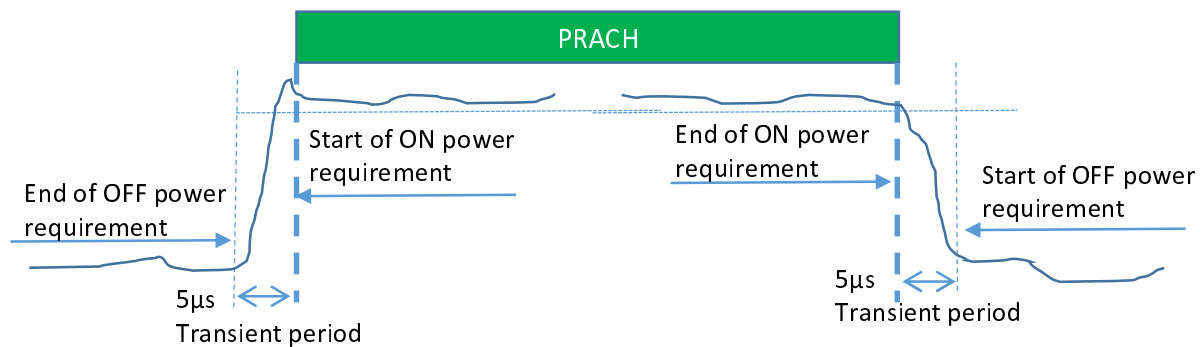 PRACH
Start of ON power
requirement
End of ON power
requirement
End of OFF power
requirement
Start of OFF power
requirement
5µs
Transient period
5µs
Transient period